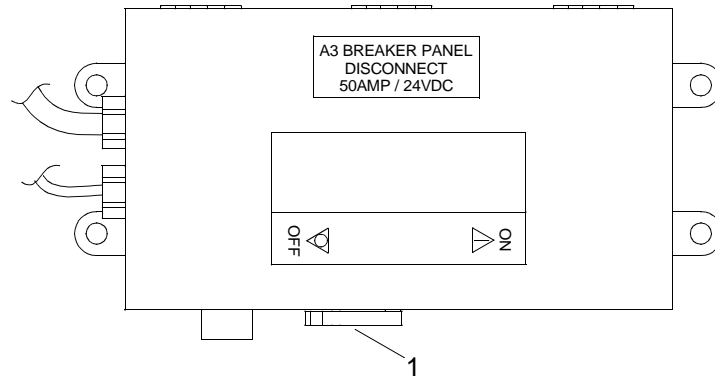 A3 BREAKER PANEL
DISCONNECT
50AMP / 24VDC
OFF
ON
1